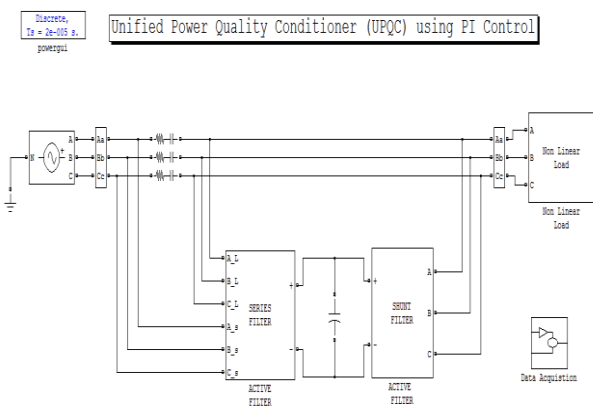 Discrete,
Ts = 2e-005 s.
powergui
Unified Power Quality Conditioner (UPQC) using PI Control
N
A
B
C
Aa
Bb
Cc
Aa
Bb
Cc
A
B
C
Non Linear
Load
Non Linear
Load
A_L
B_L
C_L
A_s
B_s
C_s
SERIES
FILTER
+
-
ACTIVE
FILTER
+
-
SHUNT
FILTER
A
B
C
ACTIVE
FILTER
Data Acquistion